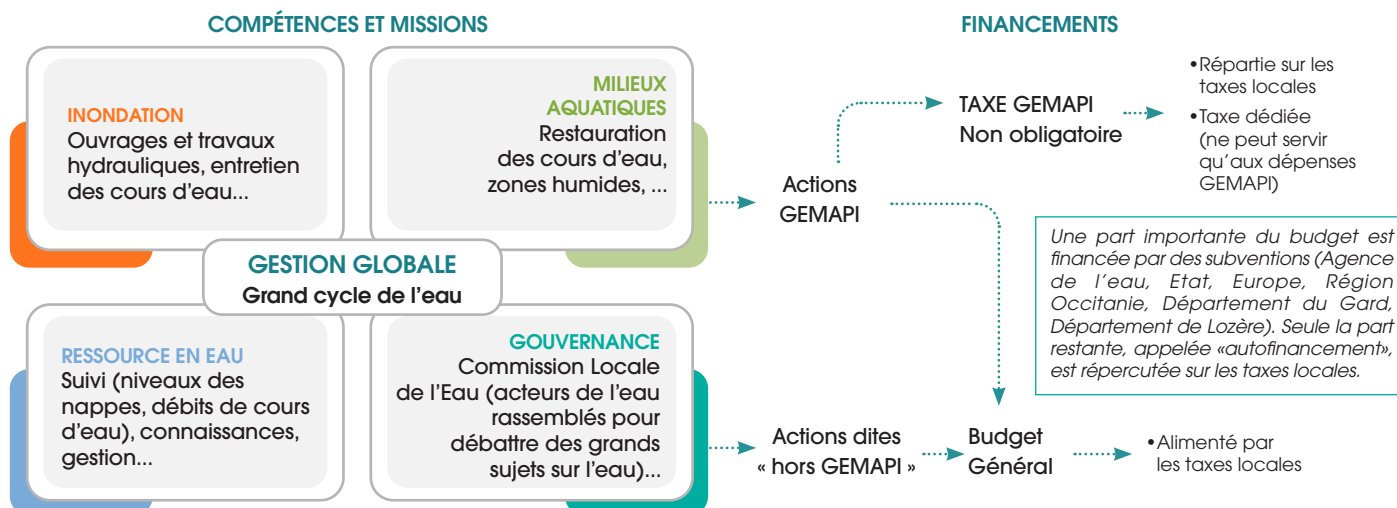 COMPÉTENCES ET MISSIONS
INONDATION
Ouvrages et travaux
hydrauliques, entretien
des cours d'eau...
MILIEUX
AQUATIQUES
Restauration
des cours d'eau,
zones humides, ...
GESTION GLOBALE
Grand cycle de l'eau
RESSOURCE EN EAU
Suivi (niveaux des
nappes, débits de cours
d'eau), connaissances,
gestion...
GOUVERNANCE
Commission Locale
de l'Eau (acteurs de l'eau
rassemblés pour
débattre des grands
sujets sur l'eau)...
FINANCEMENTS
Actions
GEMAPI
TAXE GEMAPI
Non obligatoire
•Répartie sur les
taxes locales
•Taxe dédiée
(ne peut servir
qu'aux dépenses
GEMAPI)
Une part importante du budget est
financée par des subventions (Agence
de l'eau, Etat, Europe, Région
Occitanie, Département du Gard,
Département de Lozère). Seule la part
restante, appelée «autofinancement»,
est répercutée sur les taxes locales.
Actions dites
« hors GEMAPI »
Budget
Général
•Alimenté par
les taxes locales